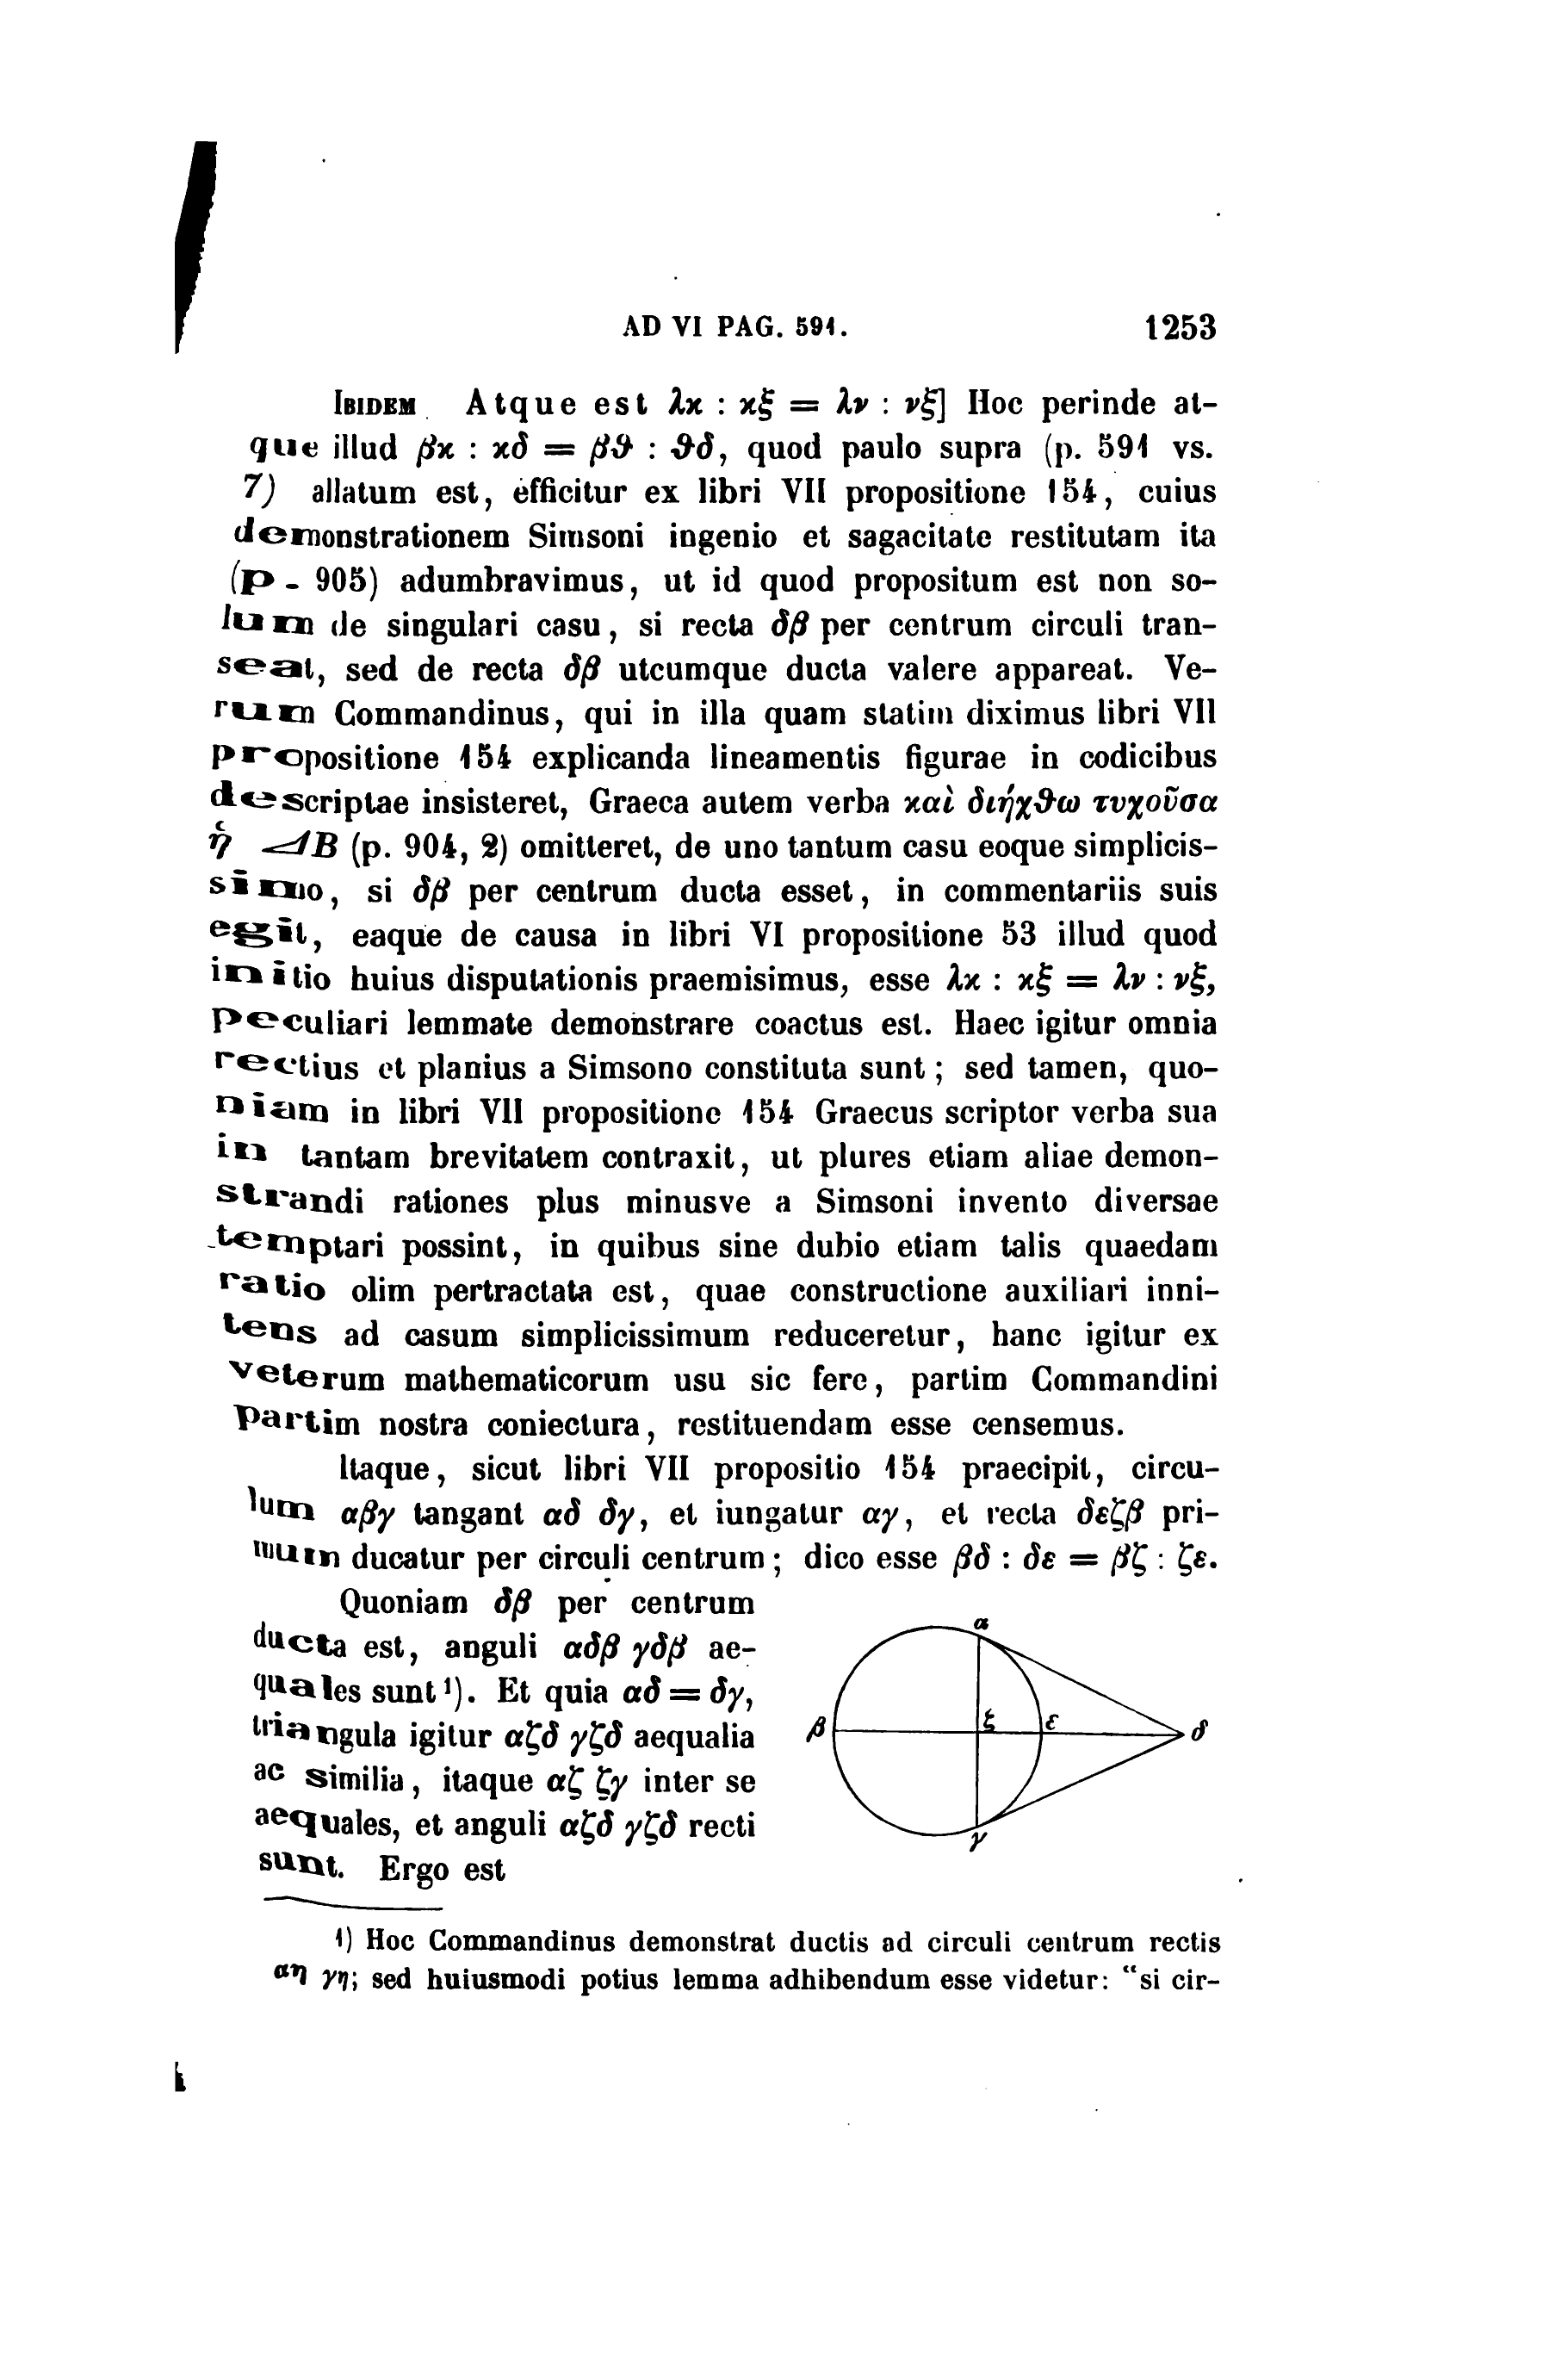 AD VI PAG. 591. 1253
IBIDEM Atque est λκ : κξ = λν : νξ] Hoc perinde at-
que illud βκ : κδ = βϑ : ϑδ, quod paulo supra (p. 591 vs.
7) allatum est, efficitur ex libri VII propositione 154, cuius
demonstrationem Simsoni ingenio et sagacitate restitutam ita
(p. 905) adumbravimus, ut id quod propositum est non so-
lum de singulari casu, si recta δβ per centrum circuli tran-
seat, sed de recta δβ utcumque ducta valere appareat. Ve-
rum Commandinus, qui in illa quam statim diximus libri VII
propositione 154 explicanda lineamentis figurae in codicibus
descriptae insisteret, Graeca autem verba καὶ διήχϑω τυχοῦσα
ἡ ΔΒ (p. 904, 2) omitteret, de uno tantum casu eoque simplicis-
simo, si δβ per centrum ducta esset, in commentariis suis
egit, eaque de causa in libri VI propositione 53 illud quod
initio huius disputationis praemisimus, esse λκ : κξ = λν : νξ,
peculiari lemmate demonstrare coactus est. Haec igitur omnia
rectius et planius a Simsono constituta sunt; sed tamen, quo-
niam in libri VII propositione 154 Graecus scriptor verba sua
in tantam brevitatem contraxit, ut plures etiam aliae demon-
strandi rationes plus minusve a Simsoni invento diversae
temptari possint, in quibus sine dubio etiam talis quaedam
ratio olim pertractata est, quae constructione auxiliari inni-
tens ad casum simplicissimum reduceretur, hanc igitur ex
veterum mathematicorum usu sic fere, partim Commandini
partim nostra coniectura, restituendam esse censemus.
Itaque, sicut libri VII propositio 154 praecipit, circu-
lum αβγ tangant αδ δγ, et iungatur αγ, et recta δεζβ pri-
mum ducatur per circuli centrum; dico esse βδ : δε = βζ : ζε.
Quoniam δβ per centrum
ducta est, anguli αδβ γδβ ae-
quales sunt¹). Et quia αδ = δγ,
triangula igitur αζδ γζδ aequalia
ac similia, itaque αζ ζγ inter se
aequales, et anguli αζδ γζδ recti
sunt. Ergo est
α
β
ξ
ε
δ
γ
1) Hoc Commandinus demonstrat ductis ad circuli centrum rectis
αη γη; sed huiusmodi potius lemma adhibendum esse videtur: "si cir-